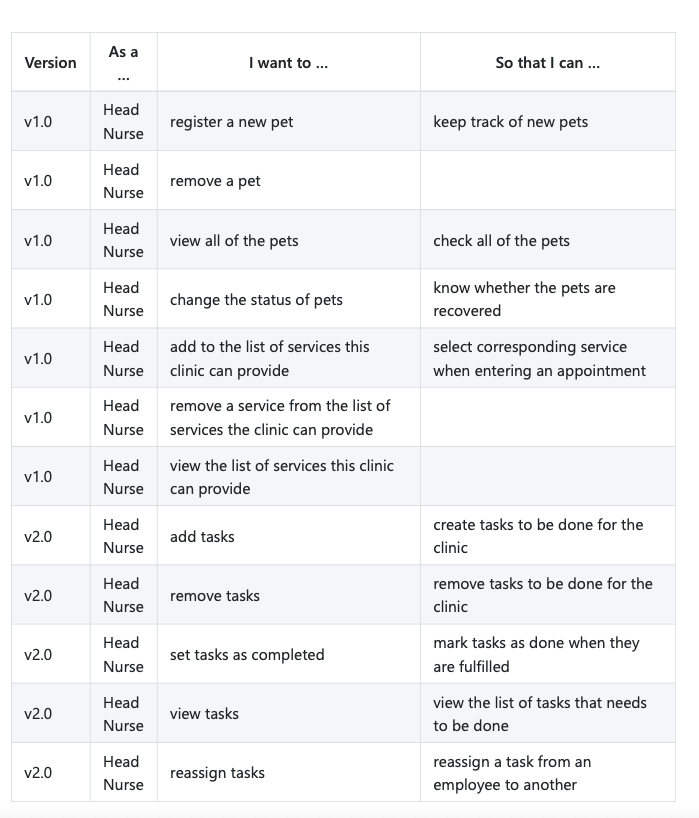 Version As a ... I want to ... So that I can ...
v1.0 Head Nurse register a new pet keep track of new pets
v1.0 Head Nurse remove a pet
v1.0 Head Nurse view all of the pets check all of the pets
v1.0 Head Nurse change the status of pets know whether the pets are recovered
v1.0 Head Nurse add to the list of services this clinic can provide select corresponding service when entering an appointment
v1.0 Head Nurse remove a service from the list of services the clinic can provide
v1.0 Head Nurse view the list of services this clinic can provide
v2.0 Head Nurse add tasks create tasks to be done for the clinic
v2.0 Head Nurse remove tasks remove tasks to be done for the clinic
v2.0 Head Nurse set tasks as completed mark tasks as done when they are fulfilled
v2.0 Head Nurse view tasks view the list of tasks that needs to be done
v2.0 Head Nurse reassign tasks reassign a task from an employee to another